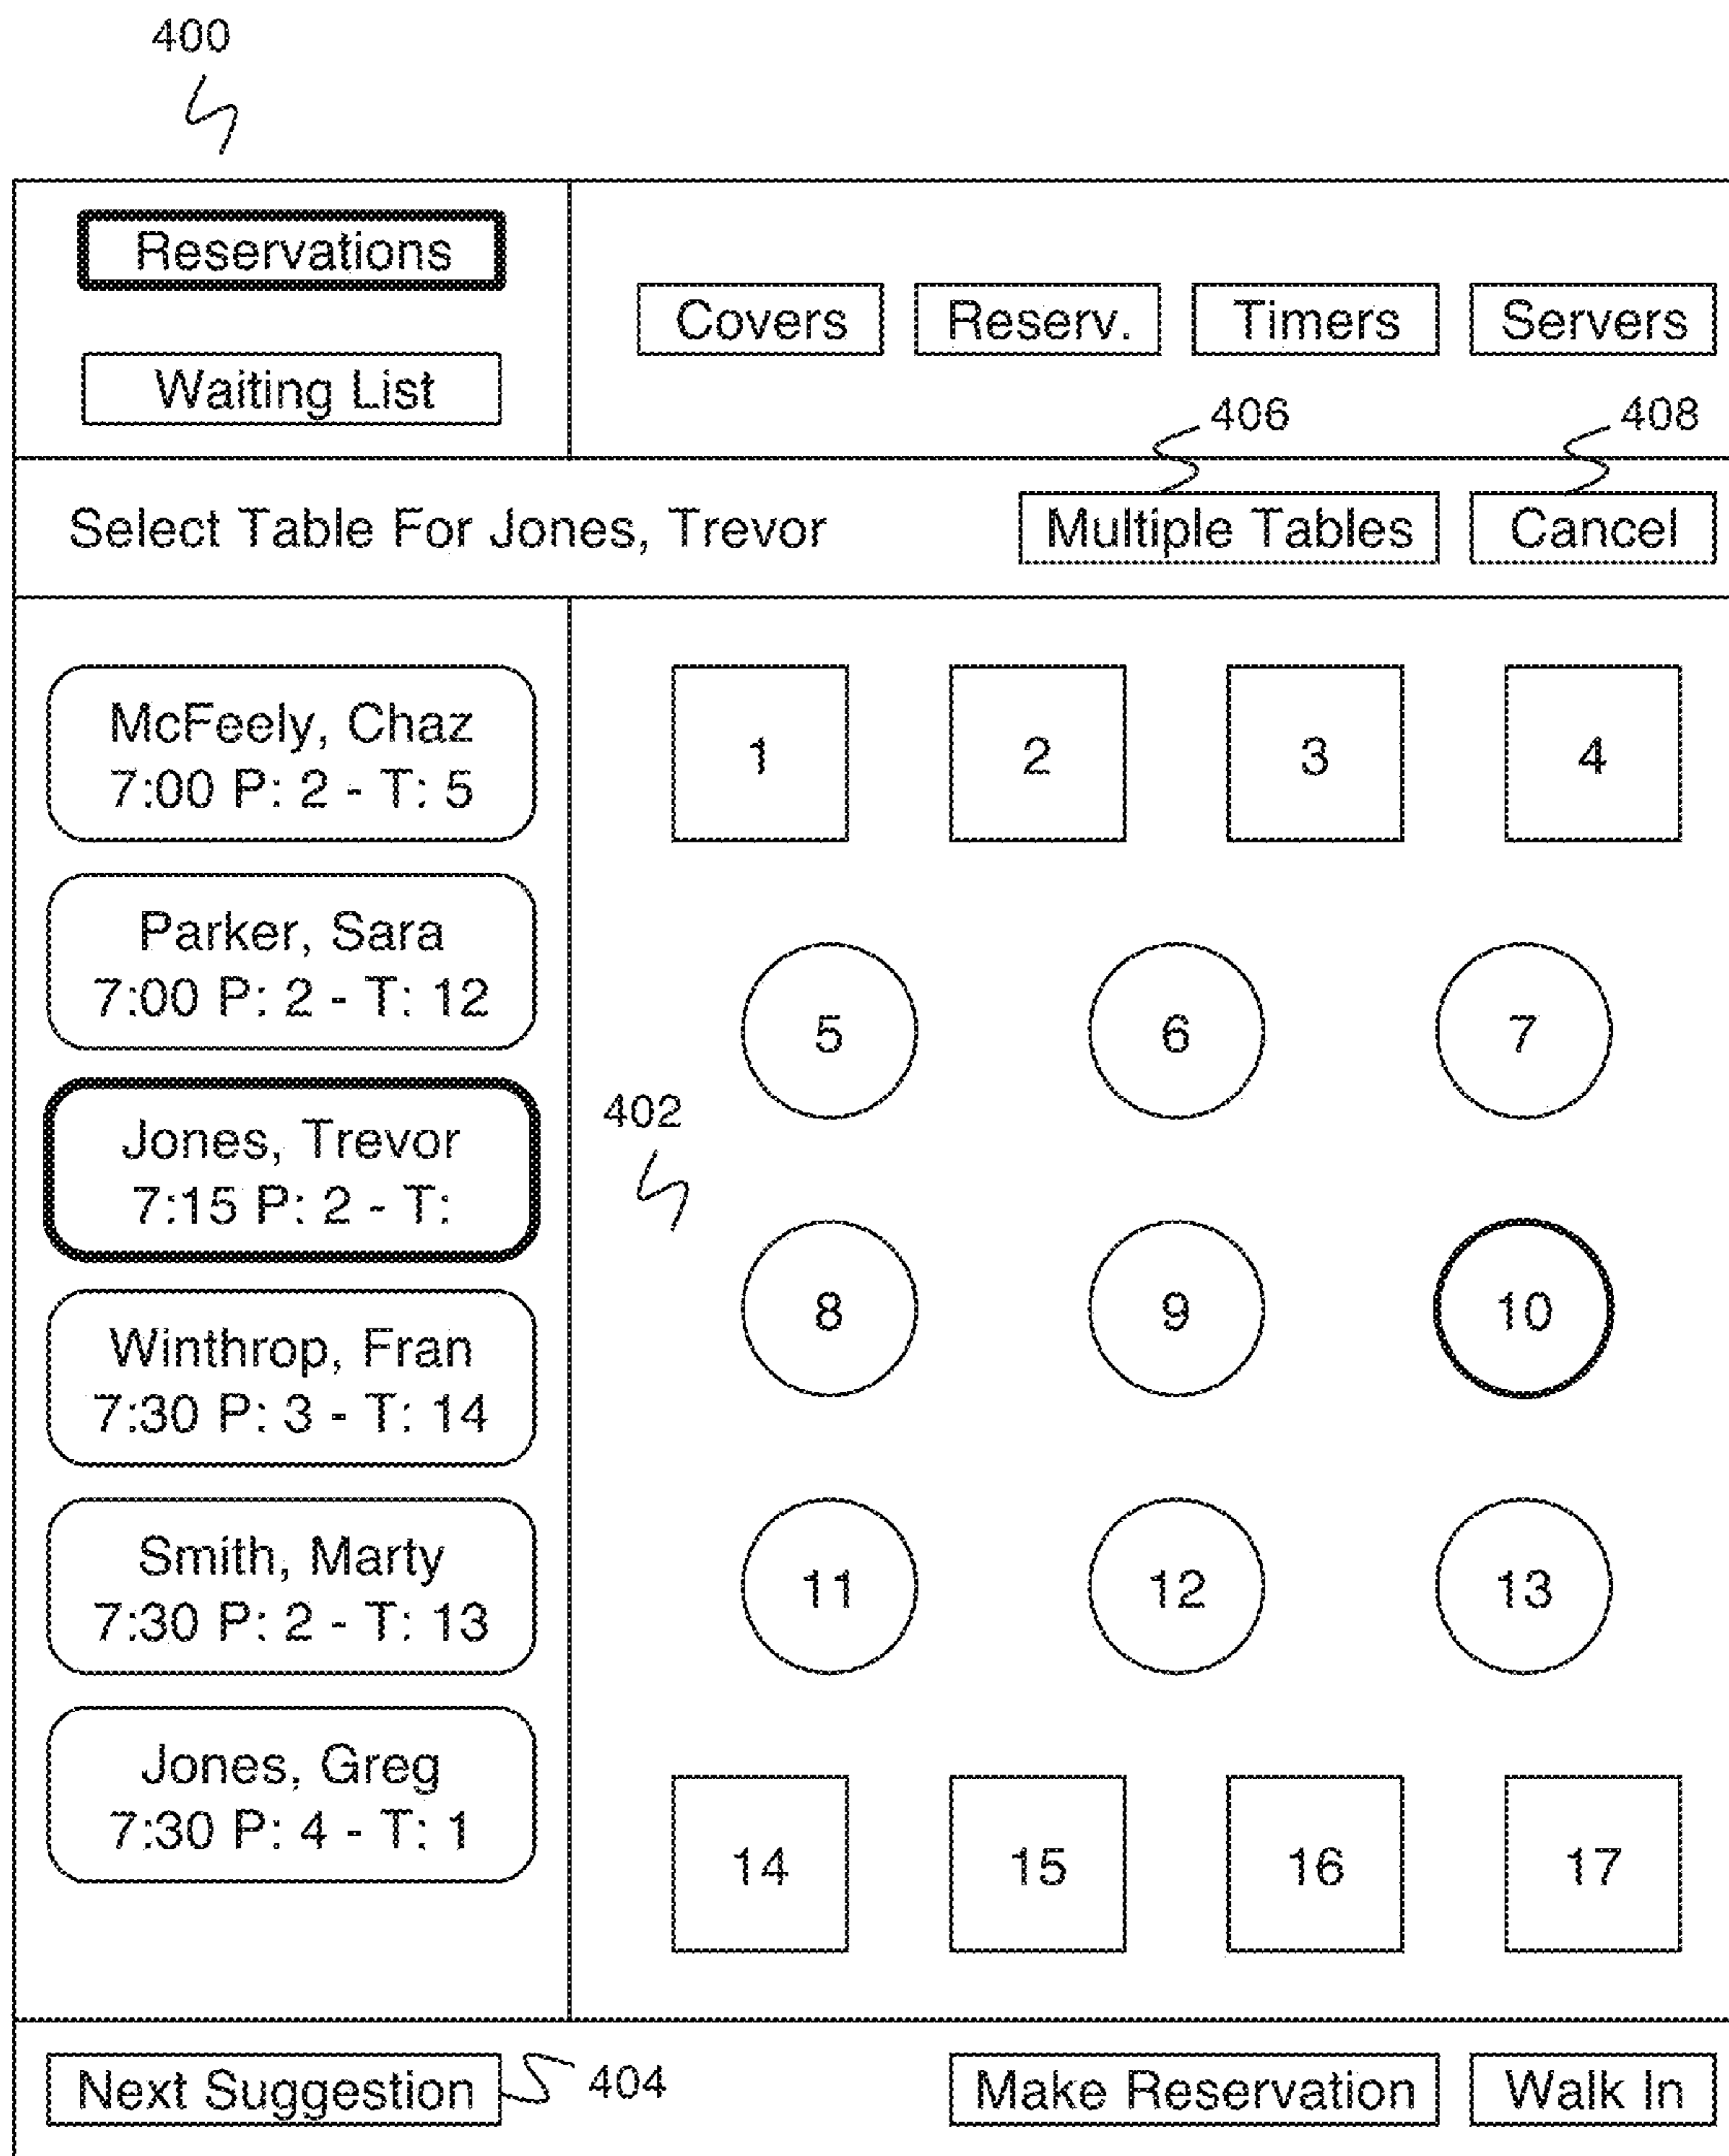 400
Reservations
Waiting List
Covers Reserv. Timers Servers
406 408
Select Table For Jones, Trevor Multiple Tables Cancel
McFeely, Chaz
7:00 P: 2 - T: 5
Parker, Sara
7:00 P: 2 - T: 12
Jones, Trevor
7:15 P: 2 - T:
Winthrop, Fran
7:30 P: 3 - T: 14
Smith, Marty
7:30 P: 2 - T: 13
Jones, Greg
7:30 P: 4 - T: 1
1 2 3 4
5 6 7
402
8 9 10
11 12 13
14 15 16 17
Next Suggestion 404 Make Reservation Walk In